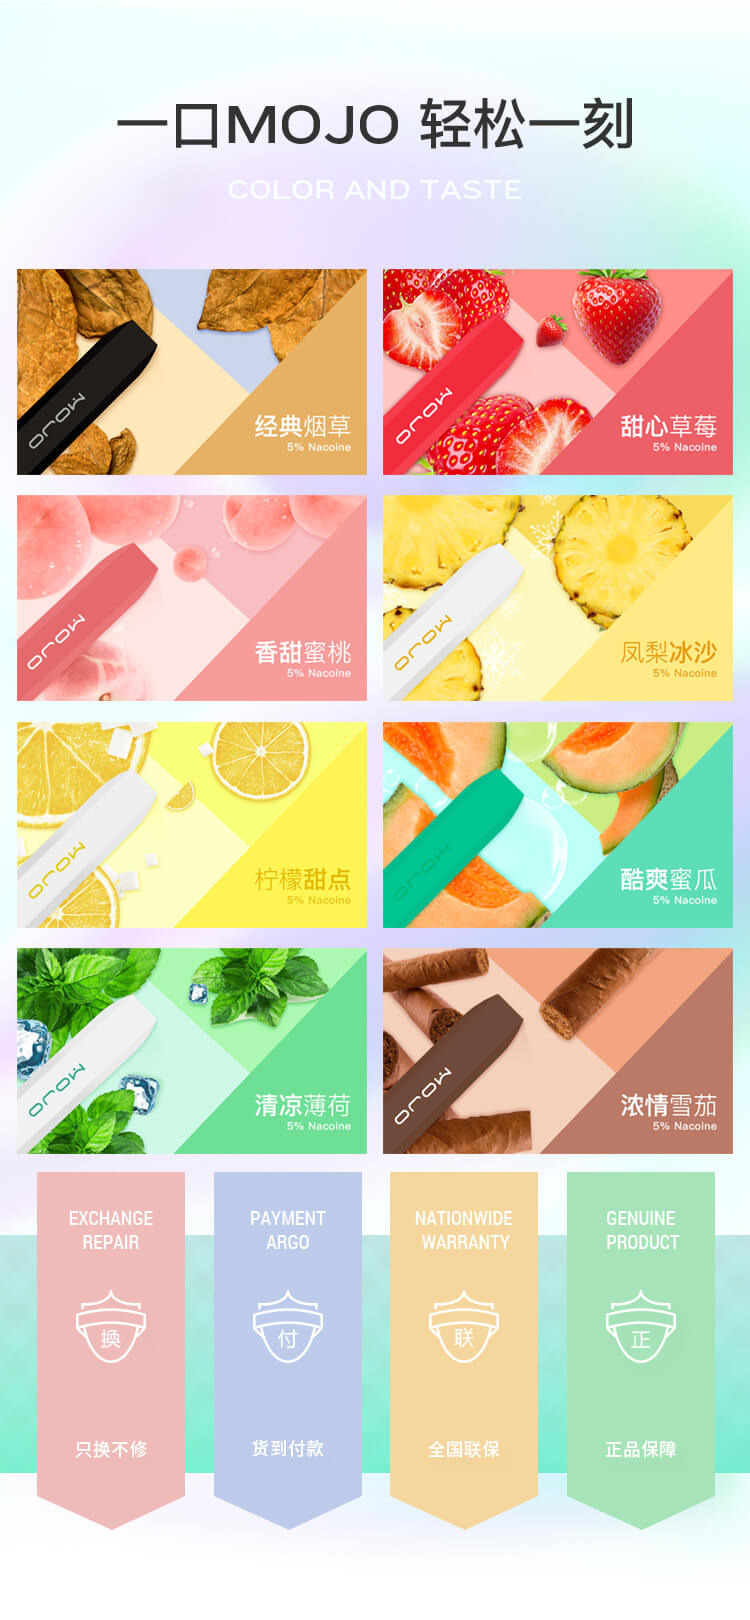 一口MOJO 轻松一刻
COLOR AND TASTE
MOJO
经典烟草
5% Nacoine
MOJO
甜心草莓
5% Nacoine
MOJO
香甜蜜桃
5% Nacoine
MOJO
凤梨冰沙
5% Nacoine
MOJO
柠檬甜点
5% Nacoine
MOJO
酷爽蜜瓜
5% Nacoine
MOJO
清凉薄荷
5% Nacoine
MOJO
浓情雪茄
5% Nacoine
EXCHANGE
REPAIR
換
只换不修
PAYMENT
ARGO
付
货到付款
NATIONWIDE
WARRANTY
联
全国联保
GENUINE
PRODUCT
正
正品保障